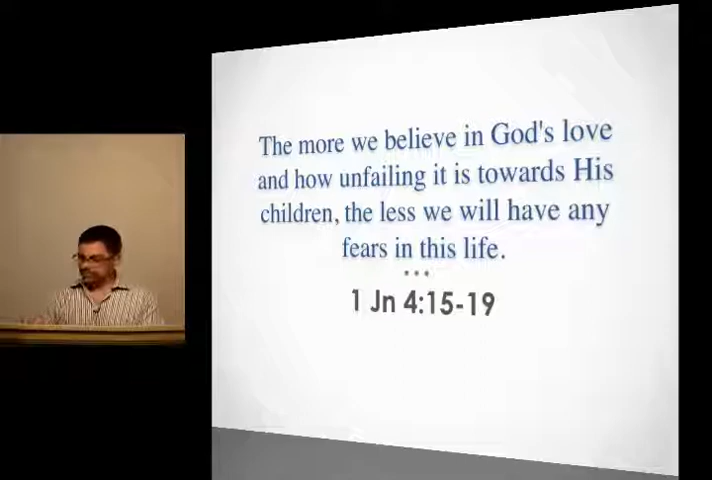 The more we believe in God's love
and how unfailing it is towards His
children, the less we will have any
fears in this life.
1 Jn 4:15-19